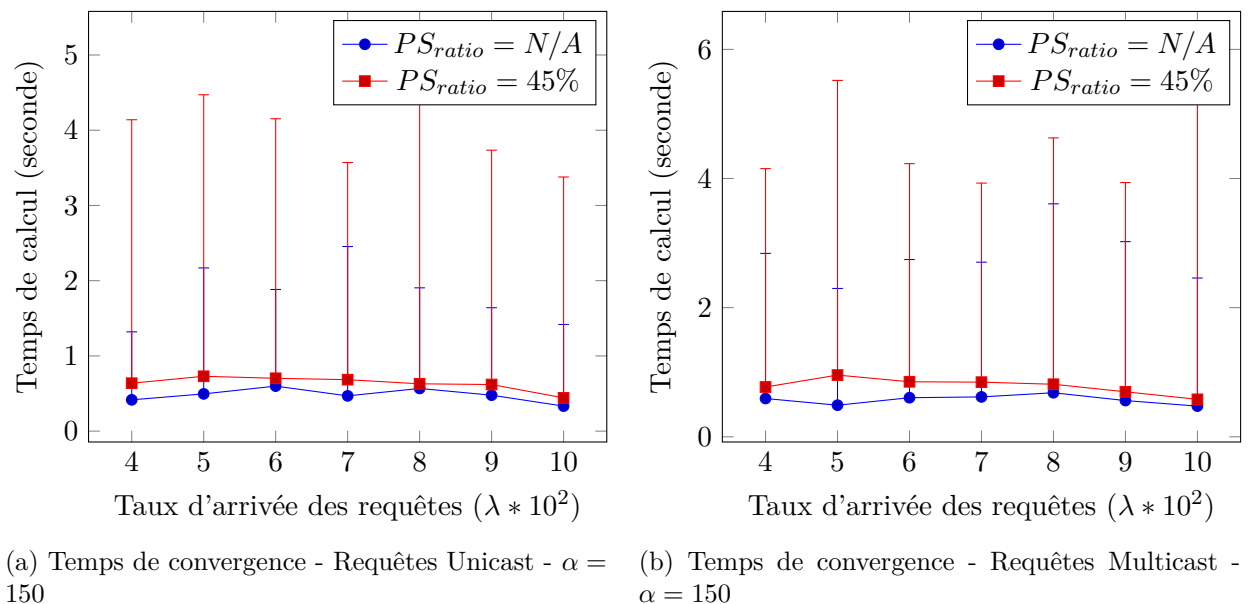 PS_ratio = N/A
PS_ratio = 45%
5
4
3
2
1
0
Temps de calcul (seconde)
4 5 6 7 8 9 10
Taux d'arrivée des requêtes (λ ∗ 10²)
(a) Temps de convergence - Requêtes Unicast - α =
150
PS_ratio = N/A
PS_ratio = 45%
6
4
2
0
Temps de calcul (seconde)
4 5 6 7 8 9 10
Taux d'arrivée des requêtes (λ ∗ 10²)
(b) Temps de convergence - Requêtes Multicast -
α = 150